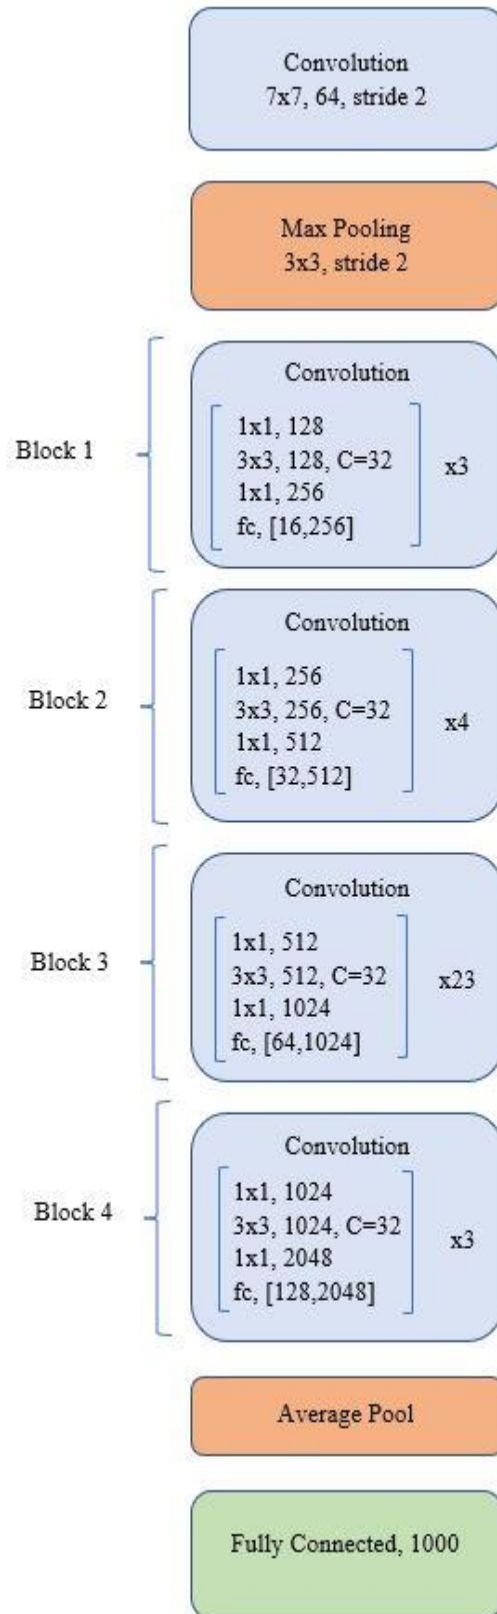 Convolution
7x7, 64, stride 2
Max Pooling
3x3, stride 2
Block 1
Convolution
1x1, 128
3x3, 128, C=32
1x1, 256
fc, [16,256]
x3
Block 2
Convolution
1x1, 256
3x3, 256, C=32
1x1, 512
fc, [32,512]
x4
Block 3
Convolution
1x1, 512
3x3, 512, C=32
1x1, 1024
fc, [64,1024]
x23
Block 4
Convolution
1x1, 1024
3x3, 1024, C=32
1x1, 2048
fc, [128,2048]
x3
Average Pool
Fully Connected, 1000